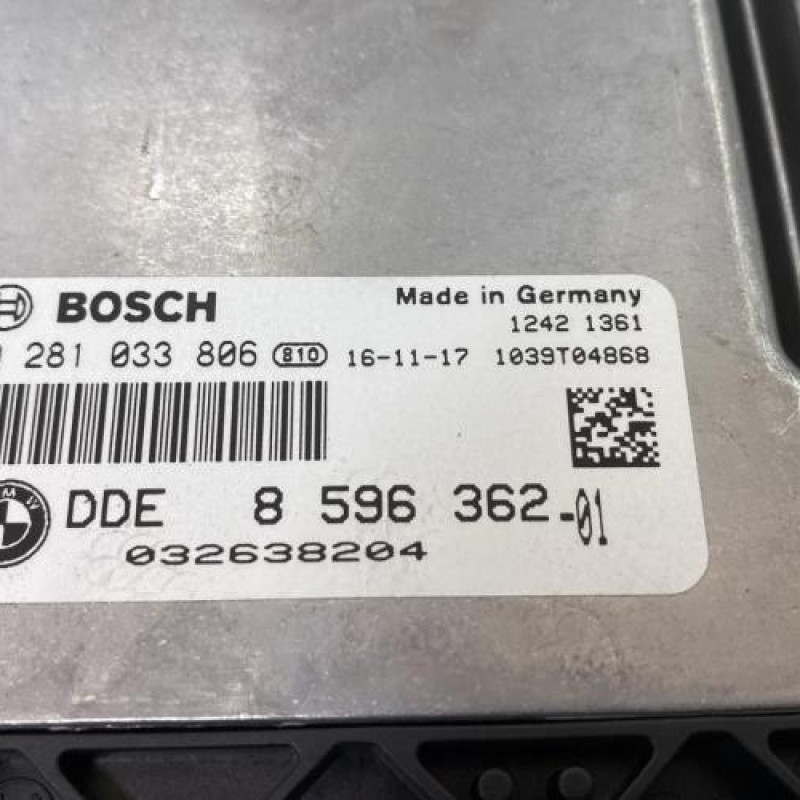 BOSCH
Made in Germany
1242 1361
281 033 806 810 16-11-17 1039T04868
DDE 8 596 362-01
032638204